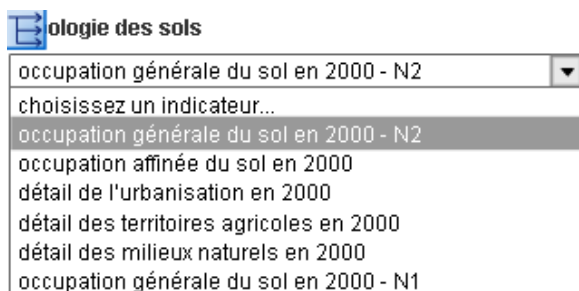 ologie des sols
occupation générale du sol en 2000 - N2
choisissez un indicateur...
occupation générale du sol en 2000 - N2
occupation affinée du sol en 2000
détail de l'urbanisation en 2000
détail des territoires agricoles en 2000
détail des milieux naturels en 2000
occupation générale du sol en 2000 - N1